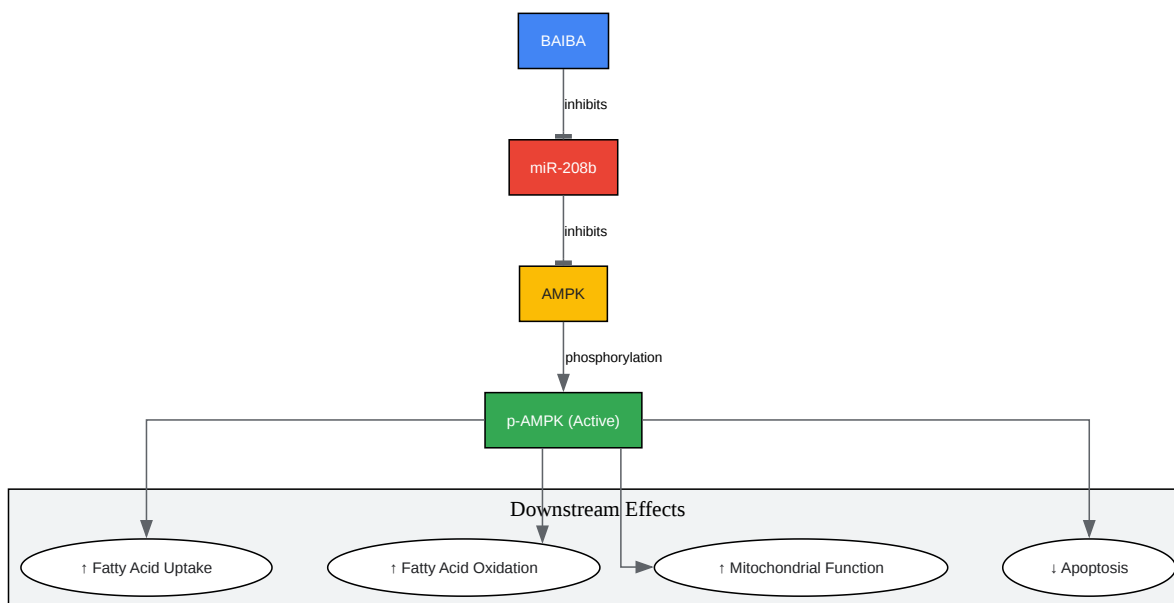 BAIBA
inhibits
miR-208b
inhibits
AMPK
phosphorylation
p-AMPK (Active)
Downstream Effects
↑ Fatty Acid Uptake
↑ Fatty Acid Oxidation
↑ Mitochondrial Function
↓ Apoptosis